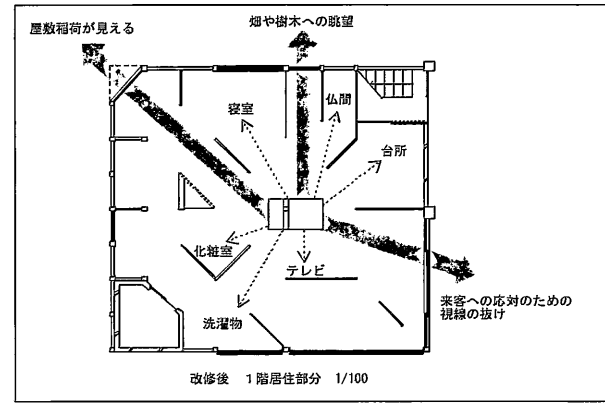 屋敷稲荷が見える
畑や樹木への眺望
寝室
仏間
台所
化粧室
テレビ
洗濯物
来客への応対のための
視線の抜け
改修後 1階居住部分 1/100